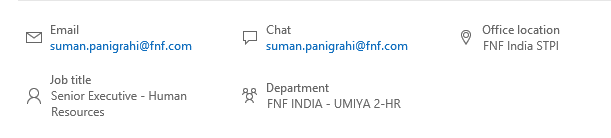 Email
suman.panigrahi@fnf.com
Chat
suman.panigrahi@fnf.com
Office location
FNF India STPI
Job title
Senior Executive - Human
Resources
Department
FNF INDIA - UMIYA 2-HR